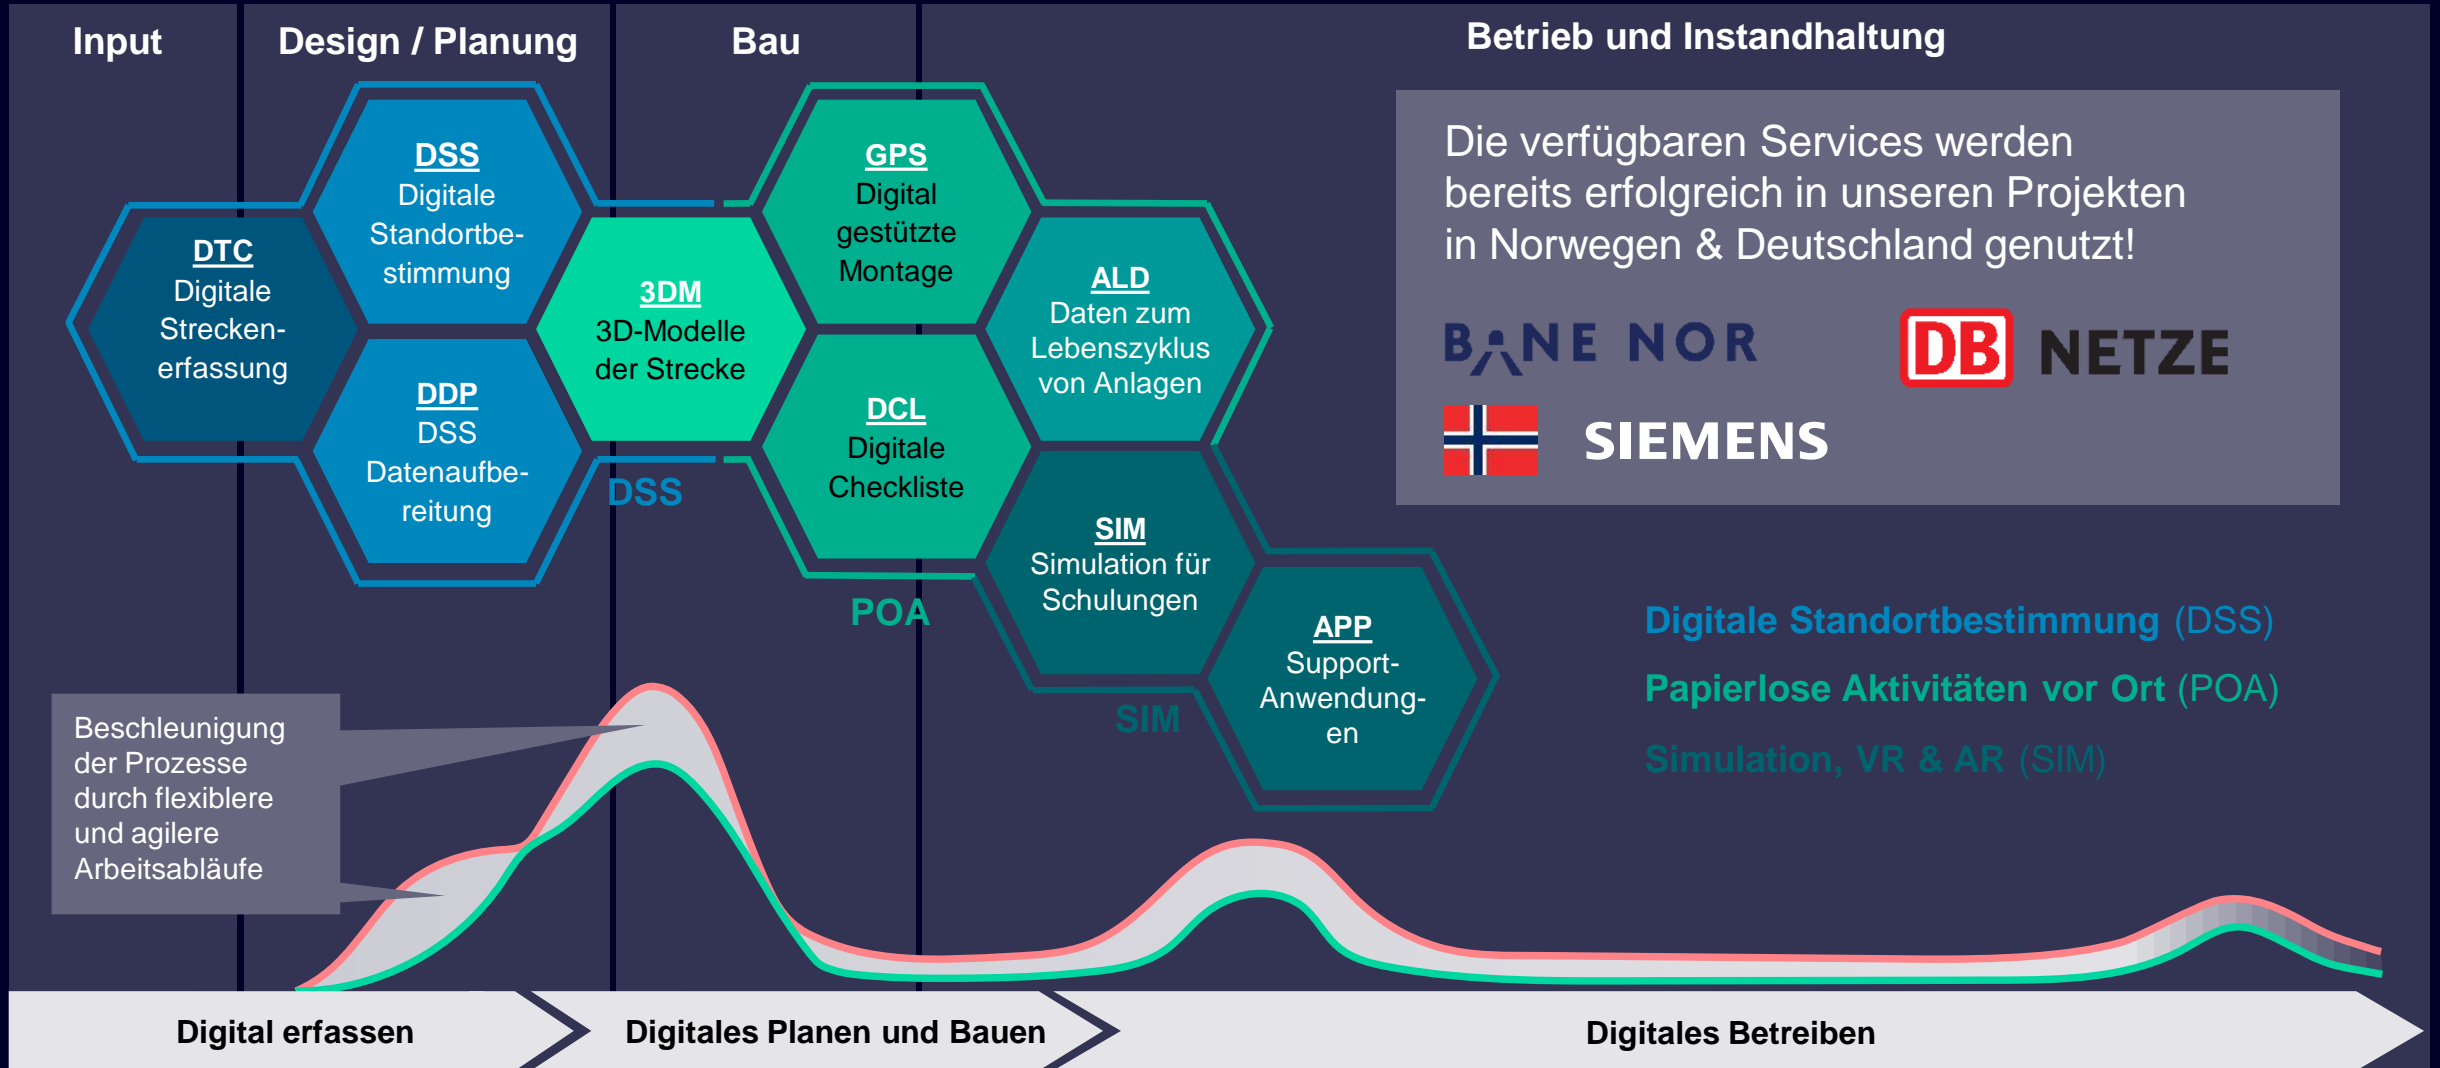 Input
Design / Planung
Bau
Betrieb und Instandhaltung
DTC
Digitale
Strecken-
erfassung
DSS
Digitale
Standortbe-
stimmung
DDP
DSS
Datenaufbe-
reitung
3DM
3D-Modelle
der Strecke
DSS
GPS
Digital
gestützte
Montage
DCL
Digitale
Checkliste
POA
ALD
Daten zum
Lebenszyklus
von Anlagen
SIM
Simulation für
Schulungen
SIM
APP
Support-
Anwendung-
en
Die verfügbaren Services werden
bereits erfolgreich in unseren Projekten
in Norwegen & Deutschland genutzt!
BANE NOR
DB NETZE
SIEMENS
Digitale Standortbestimmung (DSS)
Papierlose Aktivitäten vor Ort (POA)
Simulation, VR & AR (SIM)
Beschleunigung
der Prozesse
durch flexiblere
und agilere
Arbeitsabläufe
Digital erfassen
Digitales Planen und Bauen
Digitales Betreiben